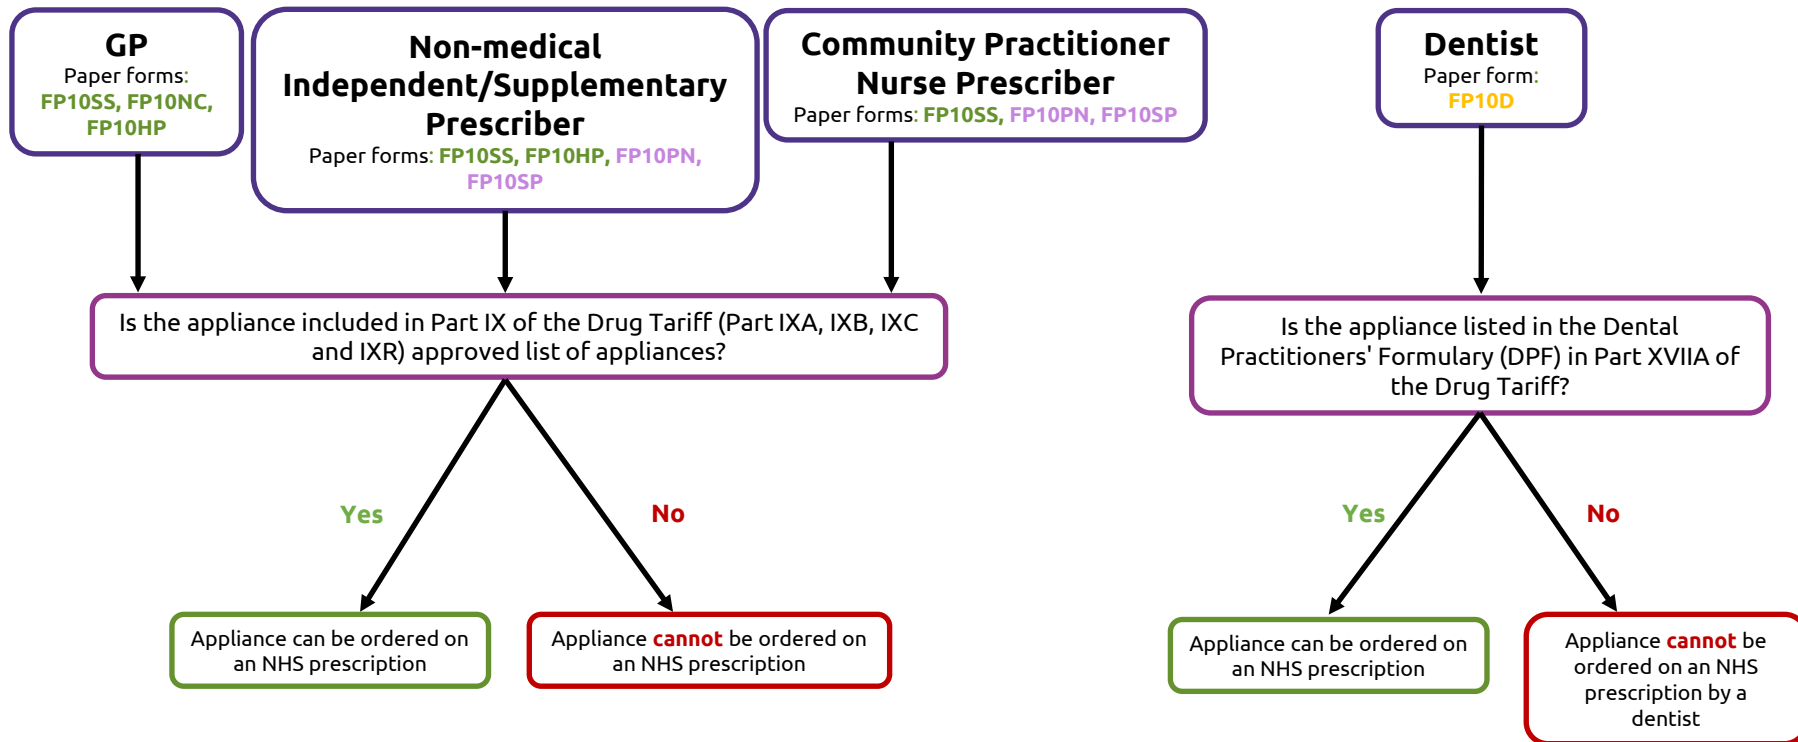 GP
Paper forms:
FP10SS, FP10NC,
FP10HP
Non-medical
Independent/Supplementary
Prescriber
Paper forms: FP10SS, FP10HP, FP10PN,
FP10SP
Community Practitioner
Nurse Prescriber
Paper forms: FP10SS, FP10PN, FP10SP
Dentist
Paper form:
FP10D
Is the appliance included in Part IX of the Drug Tariff (Part IXA, IXB, IXC
and IXR) approved list of appliances?
Is the appliance listed in the Dental
Practitioners' Formulary (DPF) in Part XVIIA of
the Drug Tariff?
Yes
No
Yes
No
Appliance can be ordered on
an NHS prescription
Appliance cannot be ordered on
an NHS prescription
Appliance can be ordered on
an NHS prescription
Appliance cannot be
ordered on an NHS
prescription by a
dentist